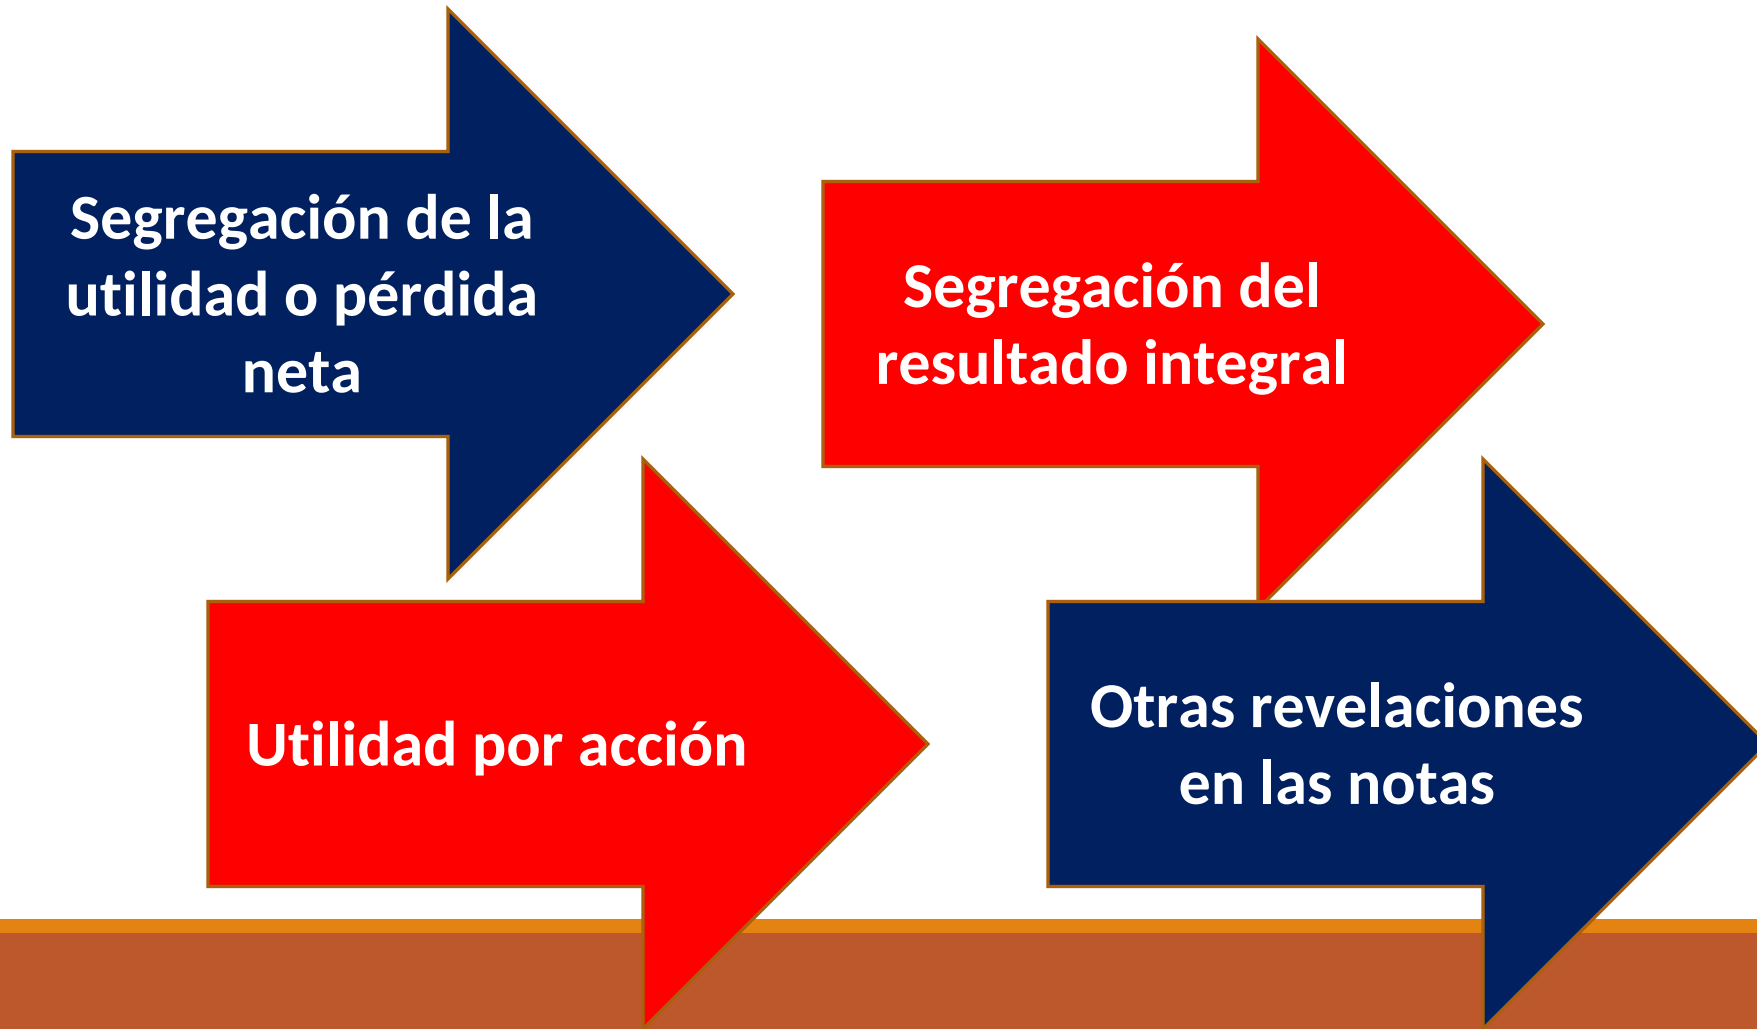 Segregación de la
utilidad o pérdida
neta
Segregación del
resultado integral
Utilidad por acción
Otras revelaciones
en las notas